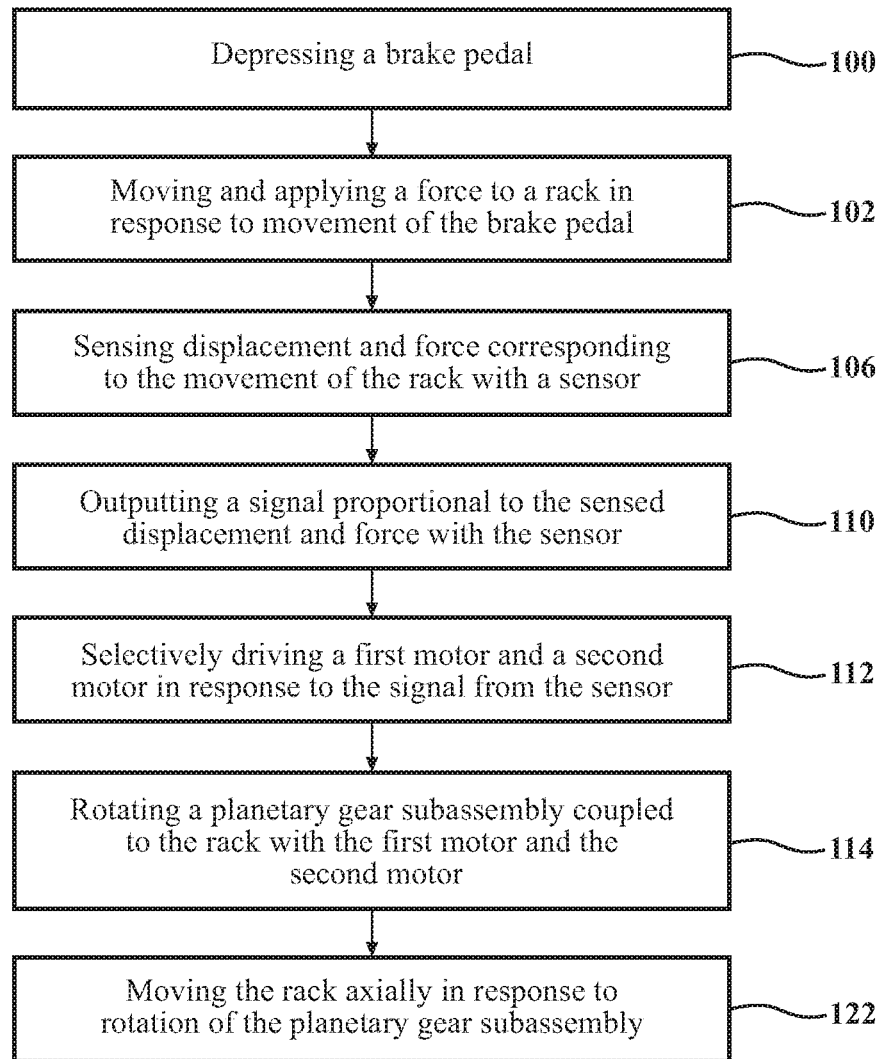 Depressing a brake pedal
100
Moving and applying a force to a rack in
response to movement of the brake pedal
102
Sensing displacement and force corresponding
to the movement of the rack with a sensor
106
Outputting a signal proportional to the sensed
displacement and force with the sensor
110
Selectively driving a first motor and a second
motor in response to the signal from the sensor
112
Rotating a planetary gear subassembly coupled
to the rack with the first motor and the
second motor
114
Moving the rack axially in response to
rotation of the planetary gear subassembly
122